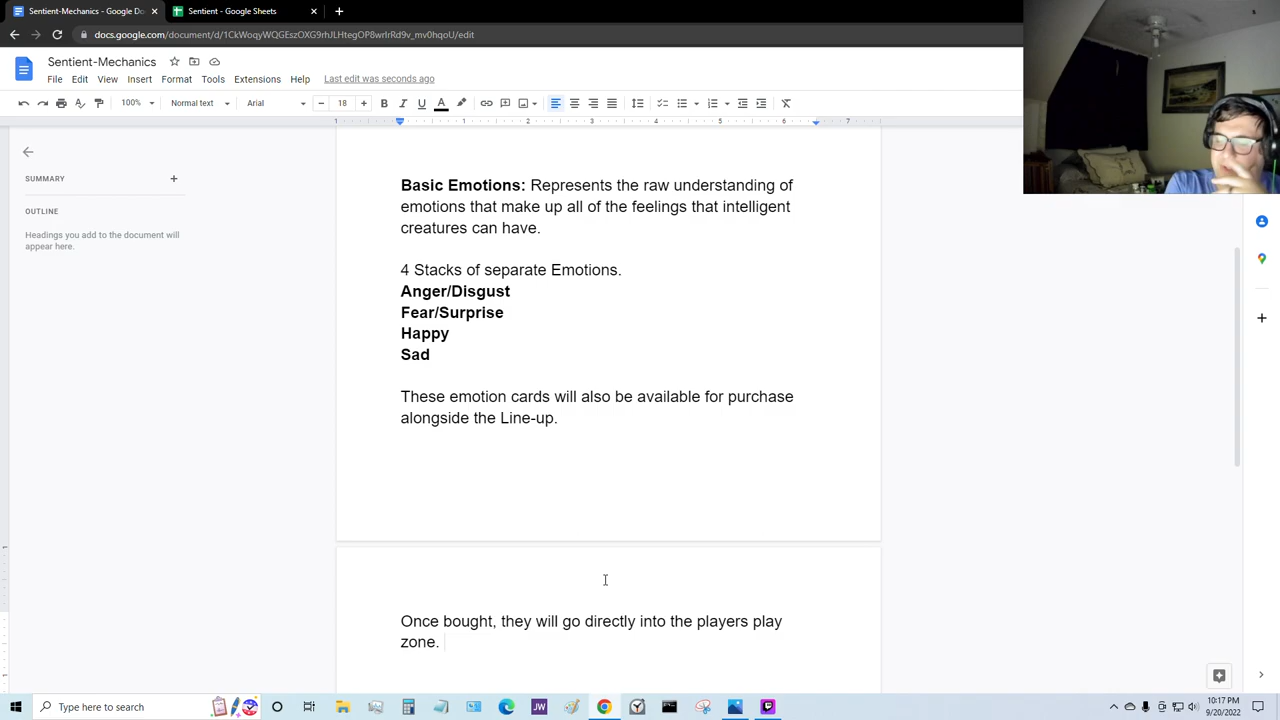 Sentient-Mechanics - Google Do
Sentient - Google Sheets
docs.google.com/document/d/1CkWoqyWQGEszOXG9rhJLHtegOP8wrIrRd9v_mv0hqoU/edit
Sentient-Mechanics
File Edit View Insert Format Tools Extensions Help Last edit was seconds ago
100% Normal text Arial 18
SUMMARY
OUTLINE
Headings you add to the document will
appear here.
Basic Emotions: Represents the raw understanding of
emotions that make up all of the feelings that intelligent
creatures can have.
4 Stacks of separate Emotions.
Anger/Disgust
Fear/Surprise
Happy
Sad
These emotion cards will also be available for purchase
alongside the Line-up.
Once bought, they will go directly into the players play
zone.
Type here to search
10:17 PM
9/20/2022